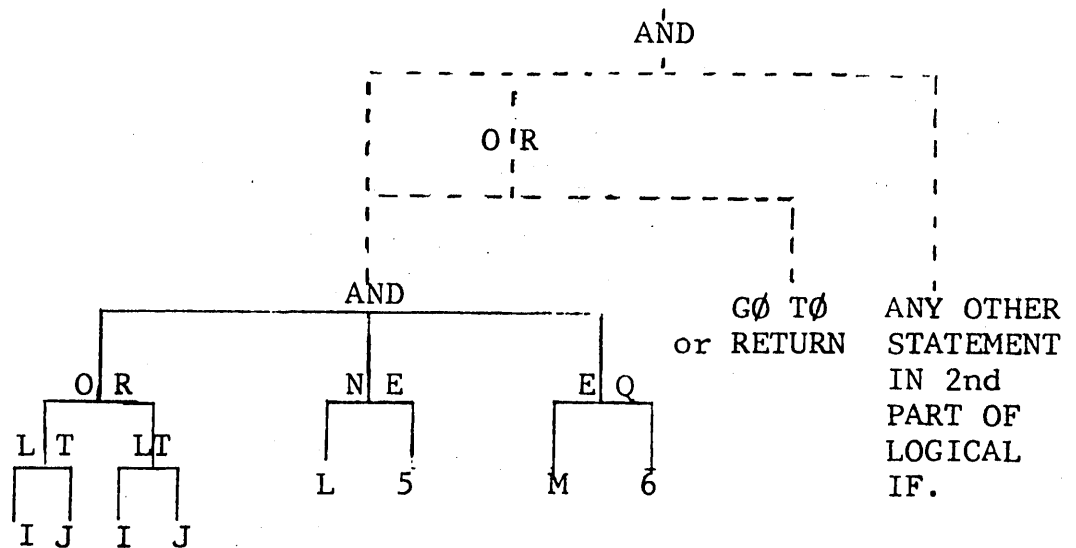 AND
OR
AND
GØ TØ
or RETURN
ANY OTHER
STATEMENT
IN 2nd
PART OF
LOGICAL
IF.
OR
NE
EQ
LT
LT
L
5
M
6
I
J
I
J